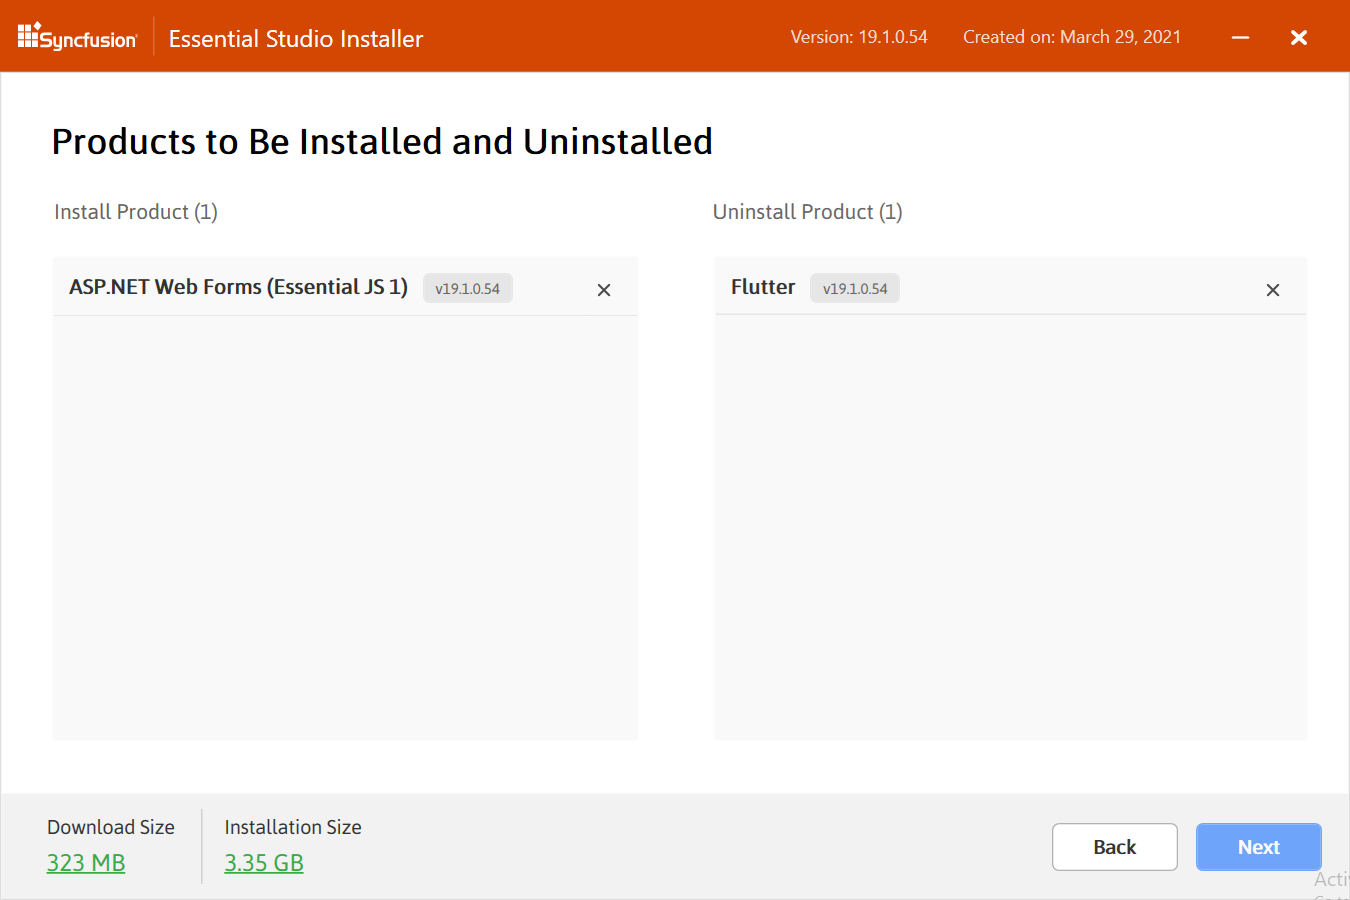 Syncfusion
Essential Studio Installer
Version: 19.1.0.54
Created on: March 29, 2021
Products to Be Installed and Uninstalled
Install Product (1)
Uninstall Product (1)
ASP.NET Web Forms (Essential JS 1) v19.1.0.54
Flutter v19.1.0.54
Download Size
323 MB
Installation Size
3.35 GB
Back
Next
Acti